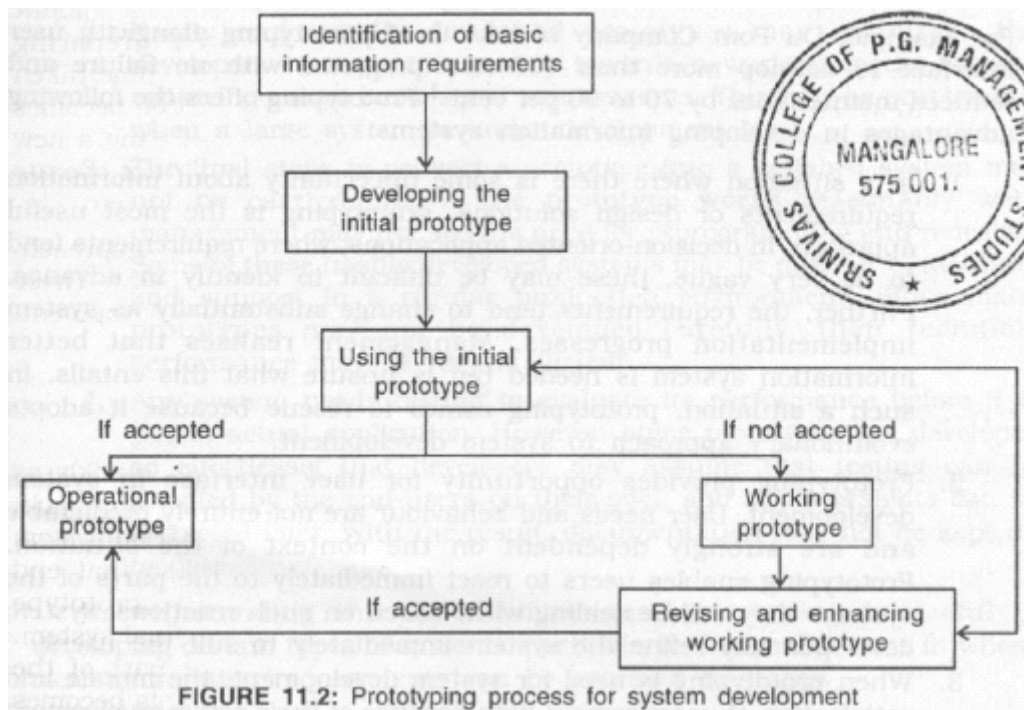 Identification of basic
information requirements
SRINIVAS COLLEGE OF P.G. MANAGEMENT STUDIES
★
MANGALORE
575 001.
Developing the
initial prototype
Using the initial
prototype
If accepted
If not accepted
Operational
prototype
Working
prototype
If accepted
Revising and enhancing
working prototype
FIGURE 11.2: Prototyping process for system development